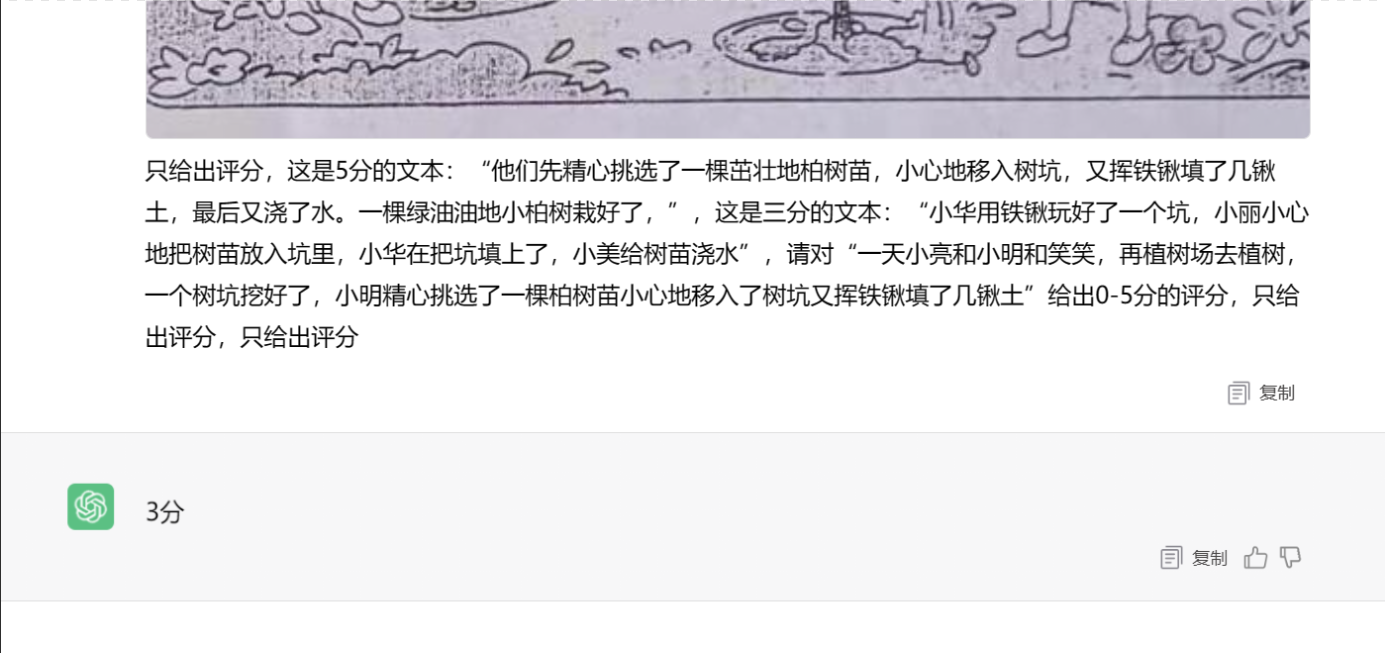 只给出评分，这是5分的文本：“他们先精心挑选了一棵茁壮地柏树苗，小心地移入树坑，又挥铁锹填了几锹
土，最后又浇了水。一棵绿油油地小柏树栽好了，”，这是三分的文本：“小华用铁锹玩好了一个坑，小丽小心
地把树苗放入坑里，小华在把坑填上了，小美给树苗浇水”，请对“一天小亮和小明和笑笑，再植树场去植树，
一个树坑挖好了，小明精心挑选了一棵柏树苗小心地移入了树坑又挥铁锹填了几锹土”给出0-5分的评分，只给
出评分，只给出评分
复制
3分
复制